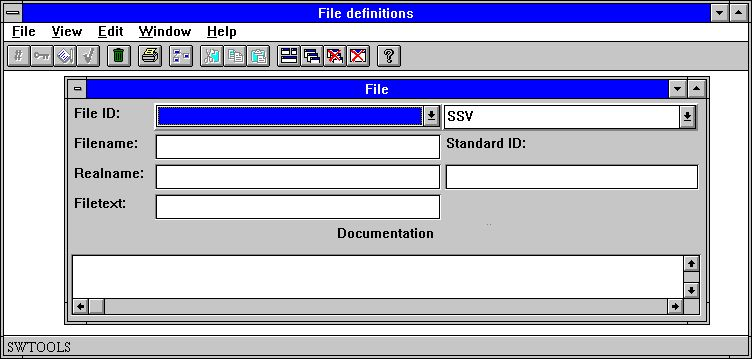 File definitions
File View Edit Window Help
# ?
File
File ID: SSV
Filename: Standard ID:
Realname:
Filetext:
Documentation
SWTOOLS